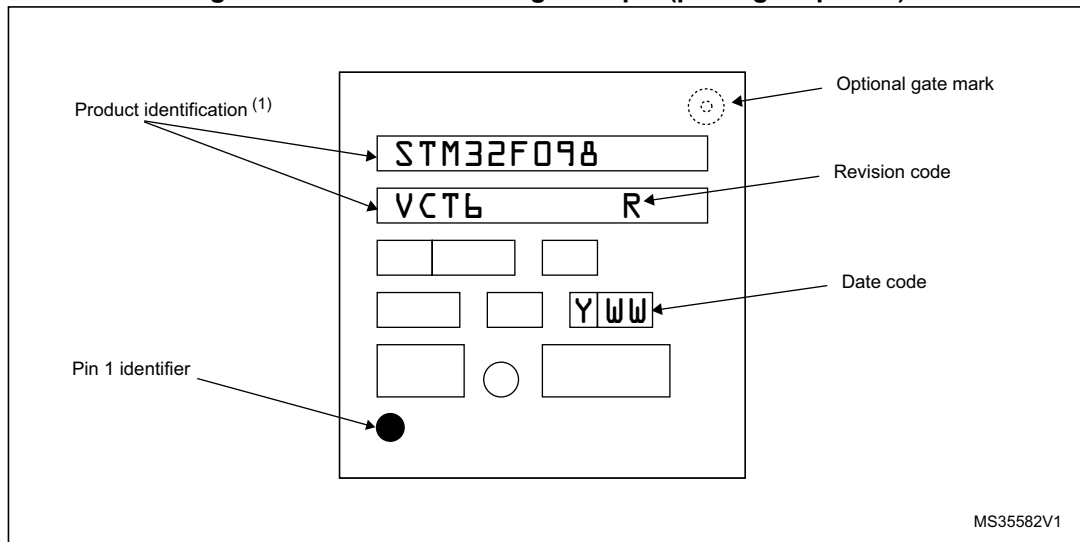 Product identification (1)
Optional gate mark
STM32F098
Revision code
VCT6 R
Date code
Y WW
Pin 1 identifier
MS35582V1